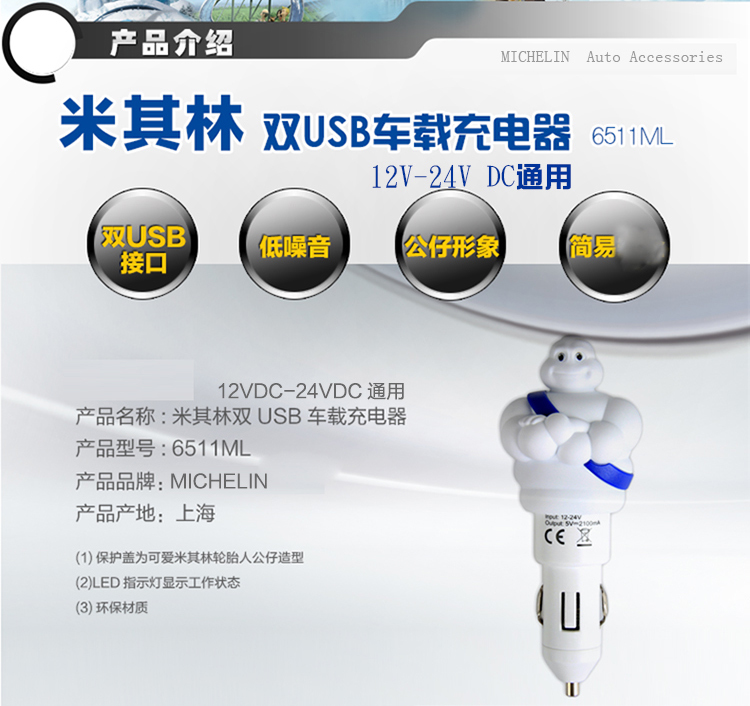 产品介绍
MICHELIN Auto Accessories
米其林 双USB车载充电器 6511ML
12V-24V DC通用
双USB
接口
低噪音
公仔形象
简易
12VDC-24VDC 通用
产品名称：米其林双 USB 车载充电器
产品型号：6511ML
产品品牌：MICHELIN
产品产地：上海
(1) 保护盖为可爱米其林轮胎人公仔造型
(2)LED 指示灯显示工作状态
(3) 环保材质
Input: 12-24V
Output: 5V⎓2100mA
CE